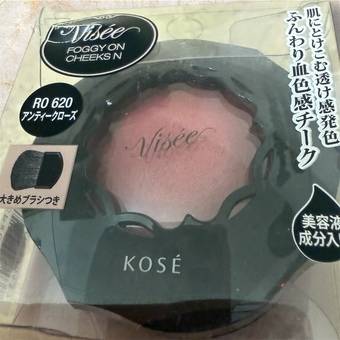 Visée
FOGGY ON
CHEEKS N
RO 620
アンティークローズ
大きめブラシつき
肌にとけこむ透け感発色
ふんわり血色感チーク
Visée
美容液
成分入
KOSÉ